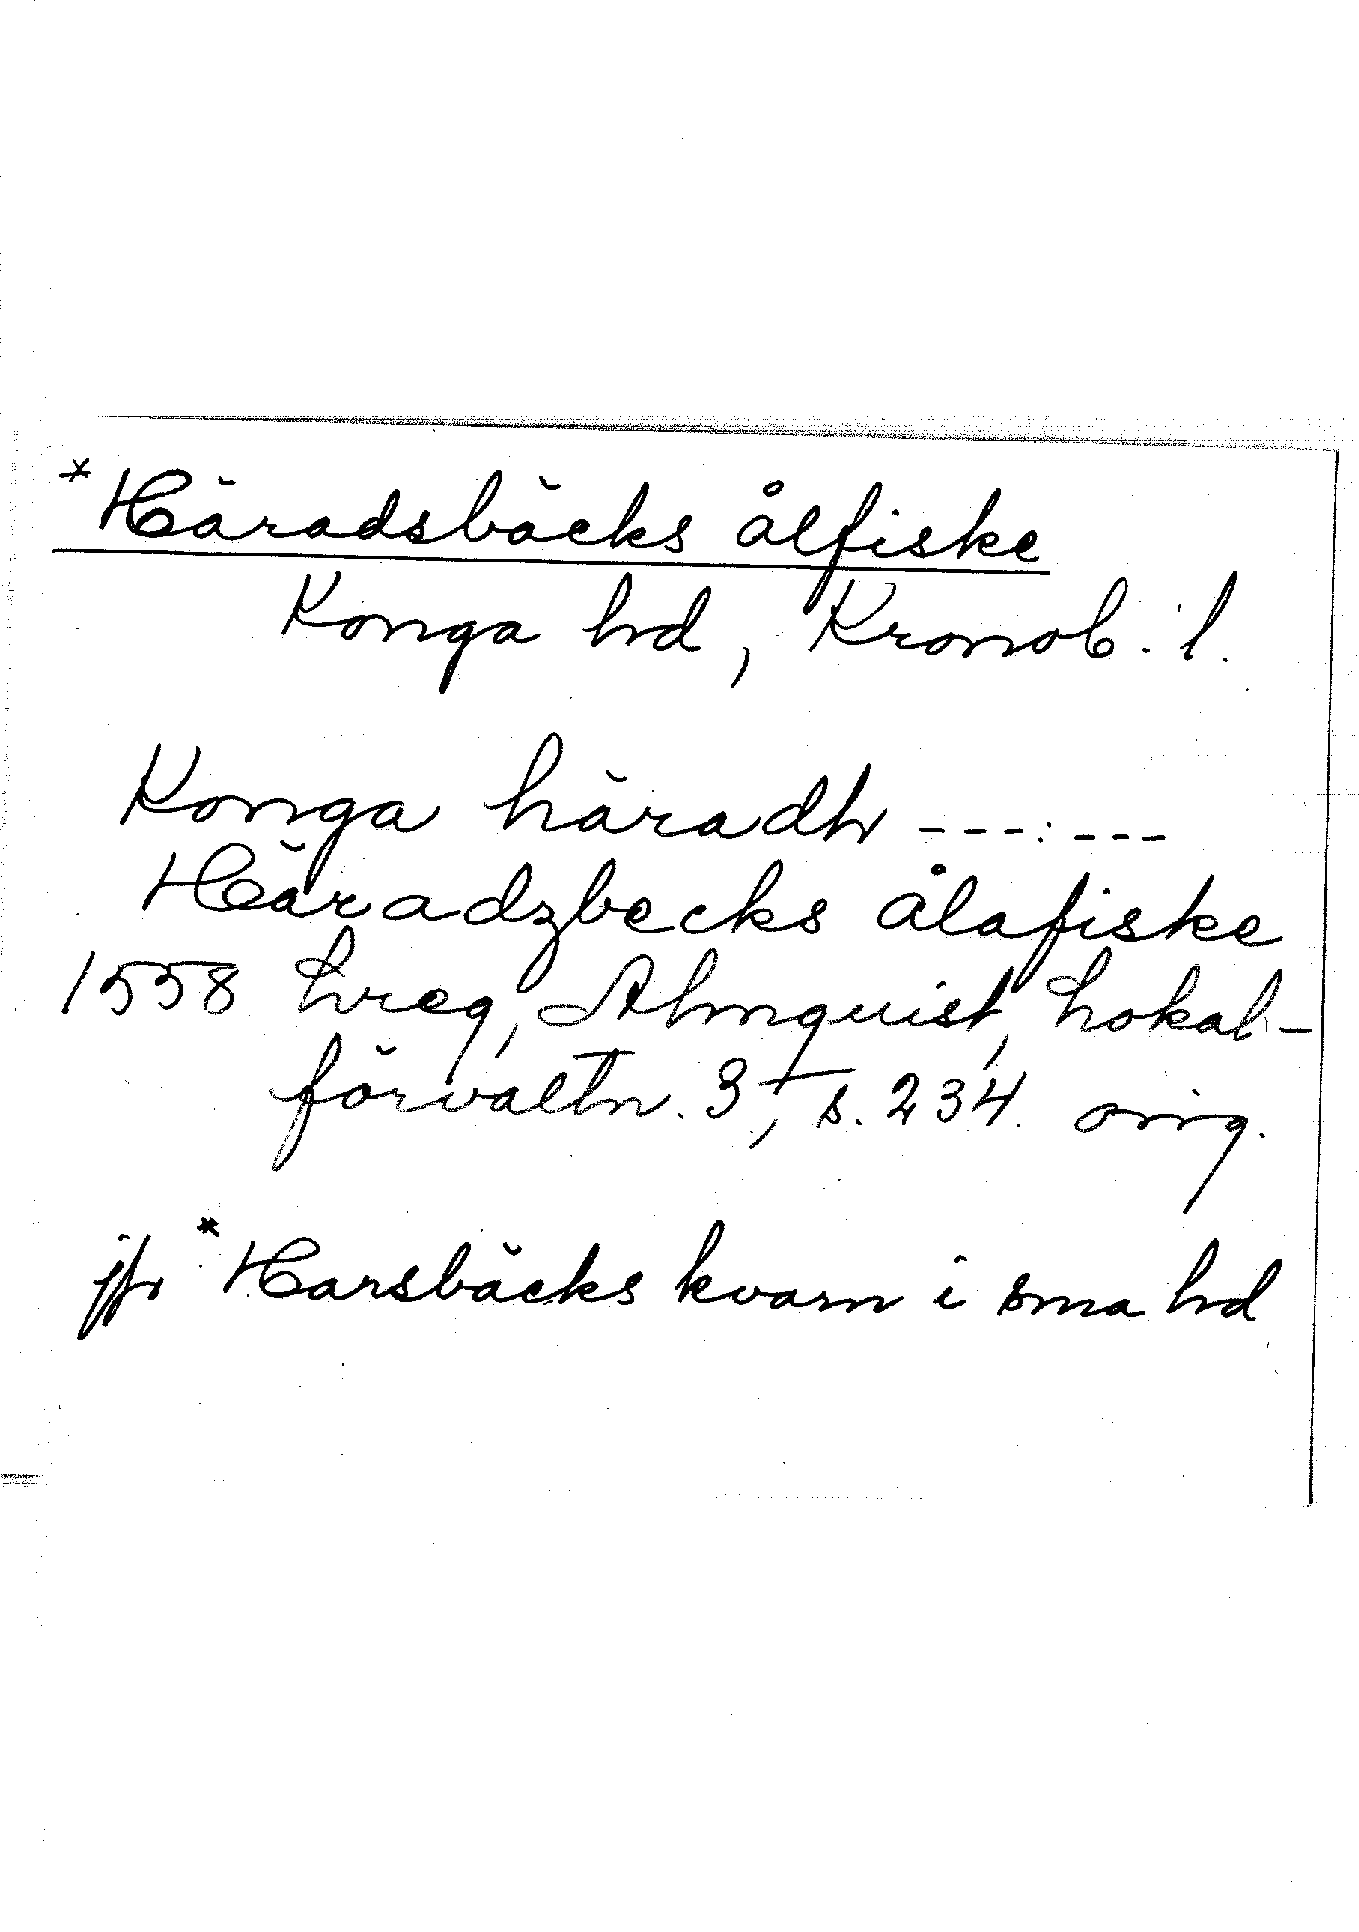 *Häradsbäcks ålfiske
Konga hd, Kronob. l.
Konga häradh ---:---
Häradzbecks ålafiske
1558 Lreg, Almquist, Lokal-
förvaltn. 3, s. 234. orig.
jfr *Harsbäcks kvarn i sma hd